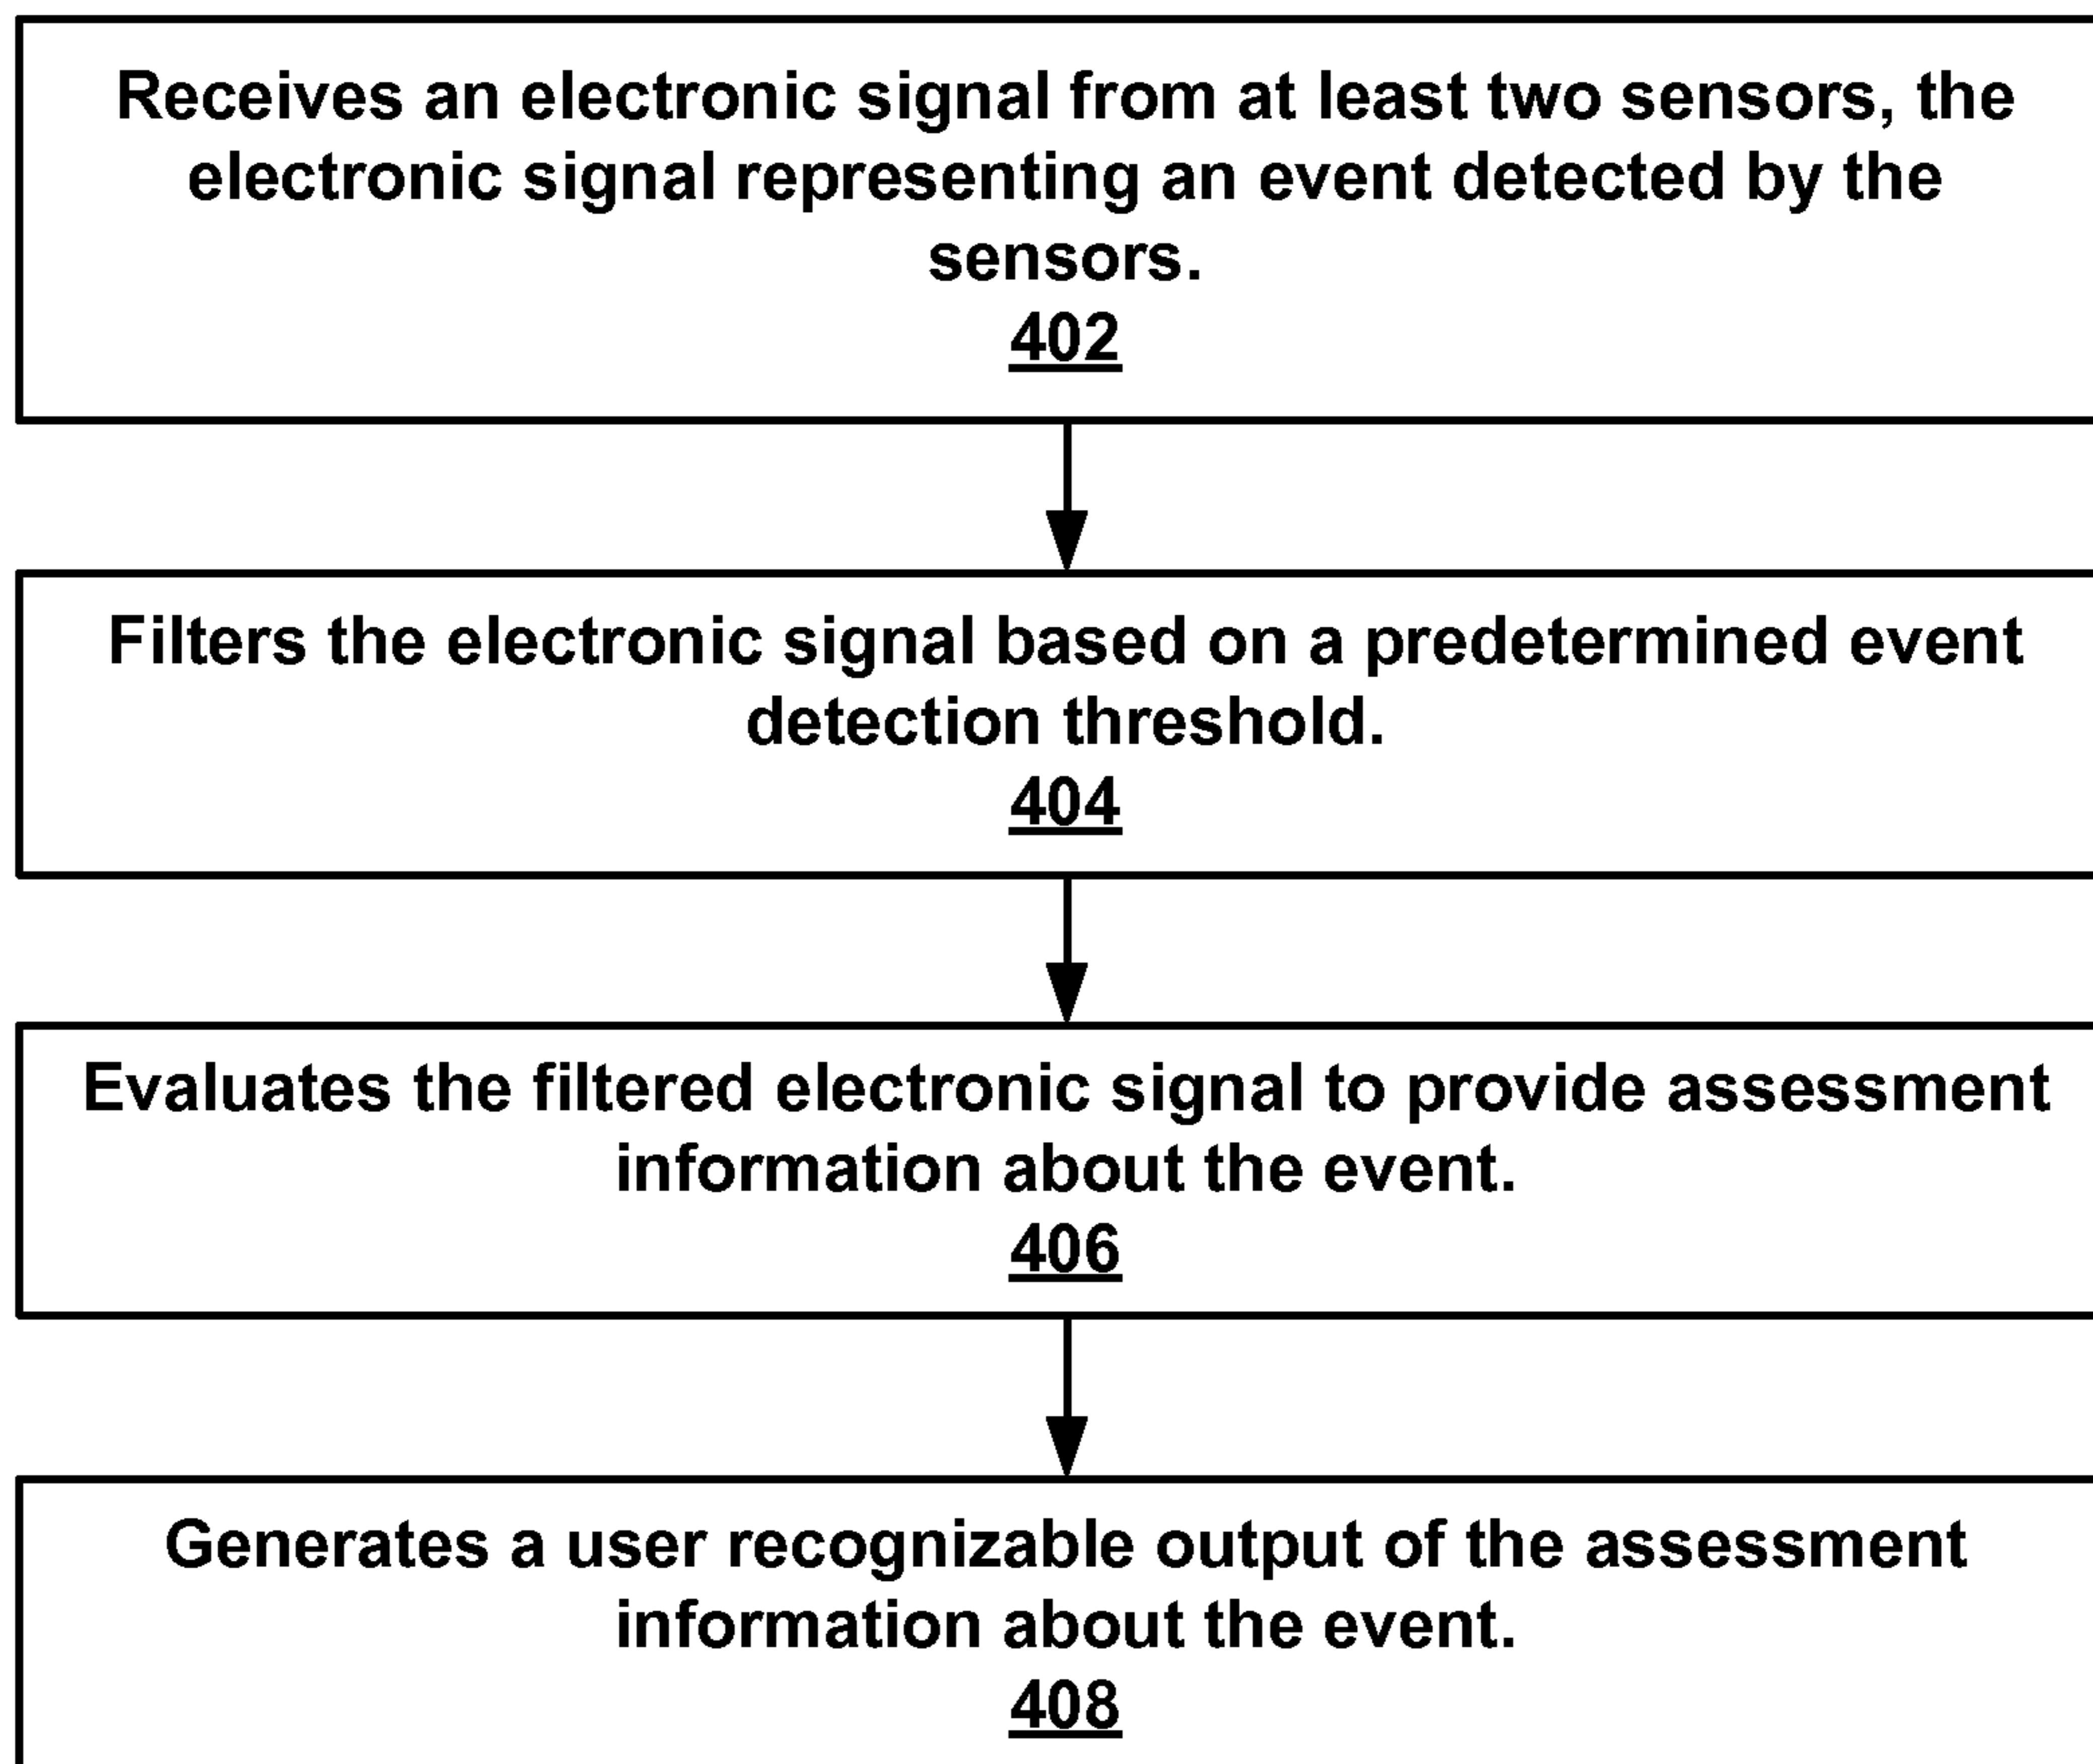 Receives an electronic signal from at least two sensors, the
electronic signal representing an event detected by the
sensors.
402
Filters the electronic signal based on a predetermined event
detection threshold.
404
Evaluates the filtered electronic signal to provide assessment
information about the event.
406
Generates a user recognizable output of the assessment
information about the event.
408